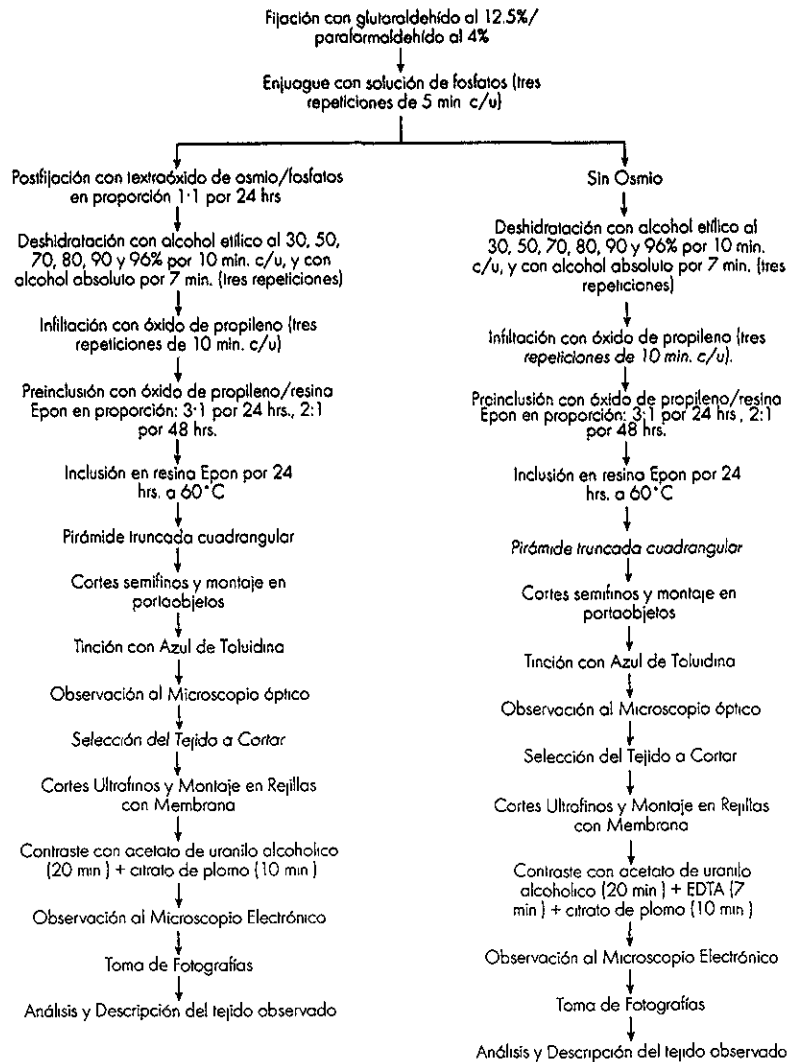 Fijación con glutaraldehído al 12.5%/
paraformaldehído al 4%
Enjuague con solución de fosfatos (tres
repeticiones de 5 min c/u)
Postfijación con textraóxido de osmio/fosfatos
en proporción 1·1 por 24 hrs
Deshidratación con alcohol etílico al 30, 50,
70, 80, 90 y 96% por 10 min. c/u, y con
alcohol absoluto por 7 min. (tres repeticiones)
Infiltación con óxido de propileno (tres
repeticiones de 10 min. c/u)
Preinclusión con óxido de propileno/resina
Epon en proporción: 3·1 por 24 hrs., 2:1
por 48 hrs.
Inclusión en resina Epon por 24
hrs. a 60°C
Pirámide truncada cuadrangular
Cortes semifinos y montaje en
portaobjetos
Tinción con Azul de Toluidina
Observación al Microscopio óptico
Selección del Tejido a Cortar
Cortes Ultrafinos y Montaje en Rejillas
con Membrana
Contraste con acetato de uranilo alcoholico
(20 min ) + citrato de plomo (10 min )
Observación al Microscopio Electrónico
Toma de Fotografías
Análisis y Descripción del tejido observado
Sin Osmio
Deshidratación con alcohol etílico al
30, 50, 70, 80, 90 y 96% por 10 min.
c/u, y con alcohol absoluto por 7 min. (tres
repeticiones)
Infiltación con óxido de propileno (tres
repeticiones de 10 min. c/u).
Preinclusión con óxido de propileno/resina
Epon en proporción: 3:1 por 24 hrs , 2:1
por 48 hrs.
Inclusión en resina Epon por 24
hrs. a 60°C
Pirámide truncada cuadrangular
Cortes semifinos y montaje en
portaobjetos
Tinción con Azul de Toluidina
Observación al Microscopio óptico
Selección del Tejido a Cortar
Cortes Ultrafinos y Montaje en Rejillas
con Membrana
Contraste con acetato de uranilo
alcoholico (20 min ) + EDTA (7
min ) + citrato de plomo (10 min )
Observación al Microscopio Electrónico
Toma de Fotografías
Análisis y Descripción del tejido observado